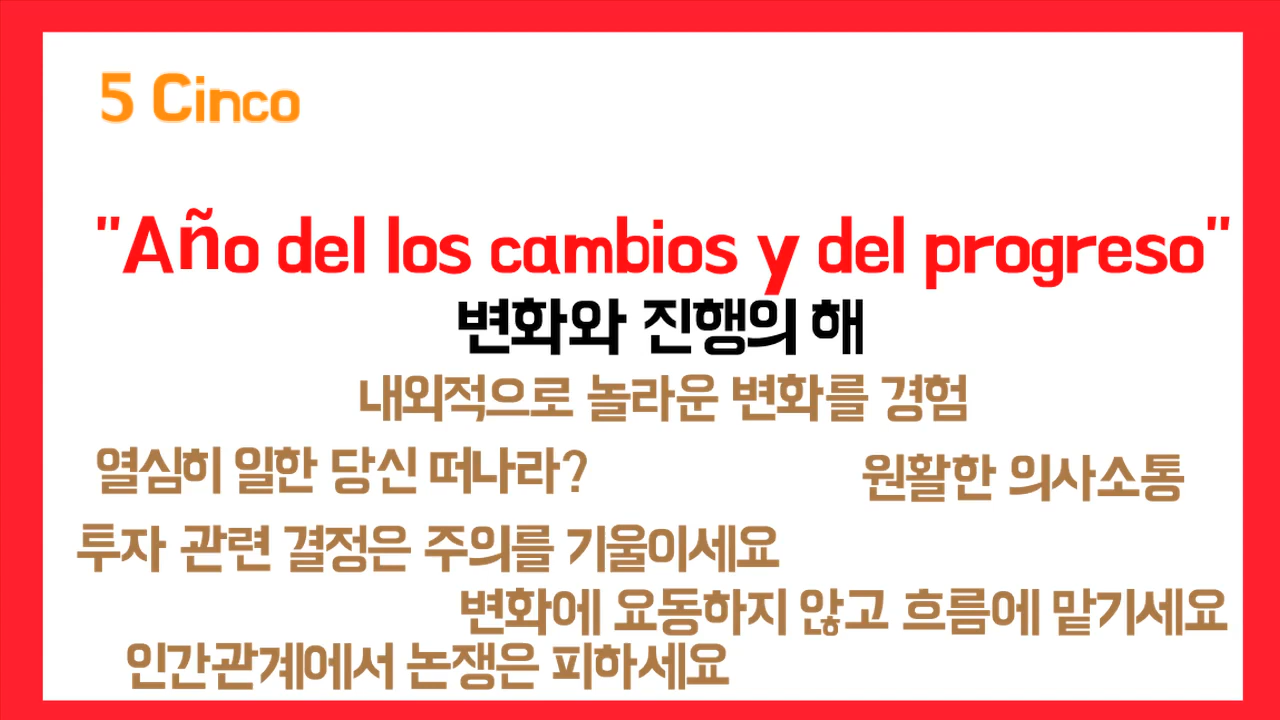 5 Cinco
"Año del los cambios y del progreso"
변화와 진행의 해
내외적으로 놀라운 변화를 경험
열심히 일한 당신 떠나라?
원활한 의사소통
투자 관련 결정은 주의를 기울이세요
변화에 요동하지 않고 흐름에 맡기세요
인간관계에서 논쟁은 피하세요